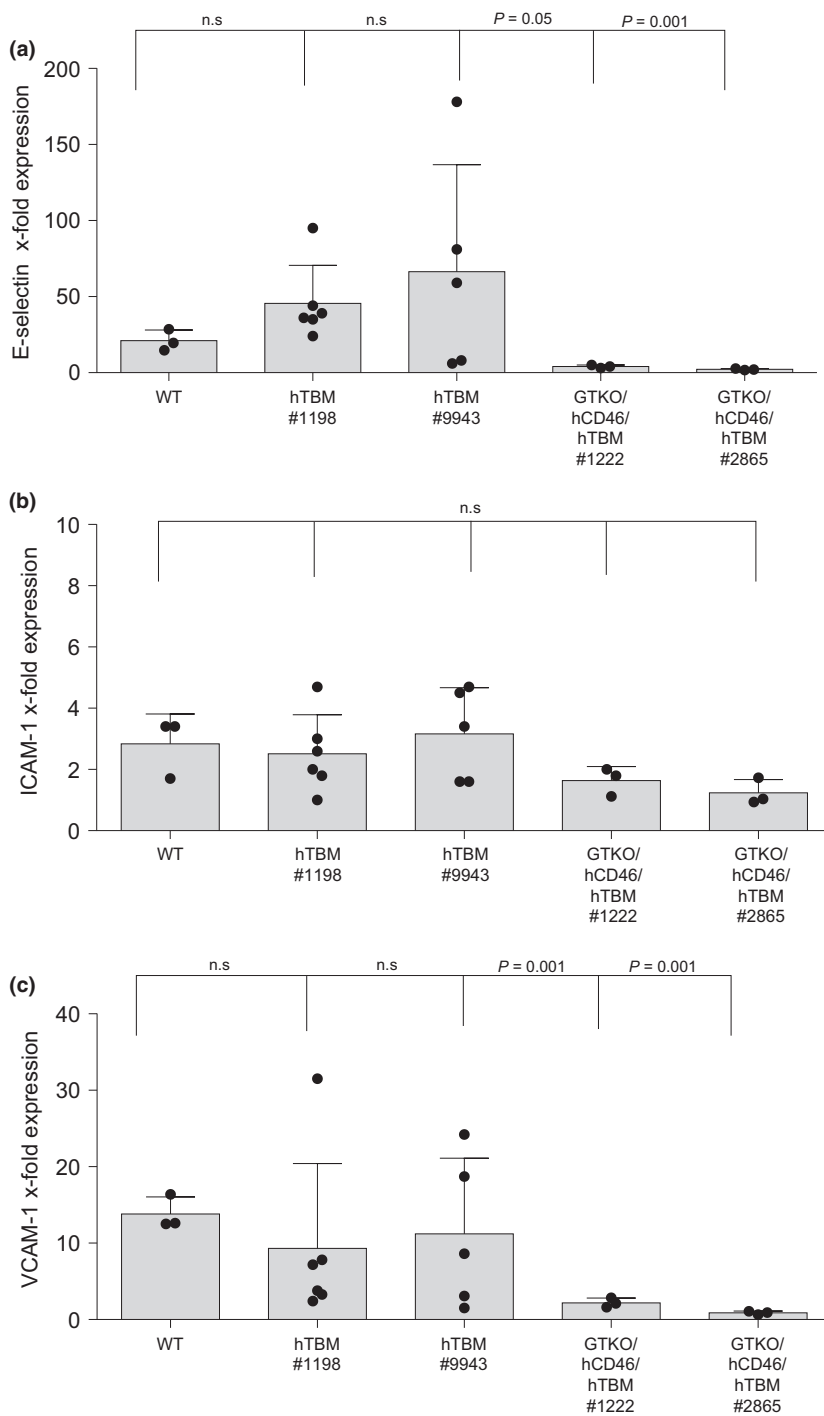 (a)
n.s
n.s
P = 0.05
P = 0.001
E-selectin x-fold expression
200
150
100
50
0
WT
hTBM
#1198
hTBM
#9943
GTKO/
hCD46/
hTBM
#1222
GTKO/
hCD46/
hTBM
#2865
(b)
n.s
ICAM-1 x-fold expression
10
8
6
4
2
0
WT
hTBM
#1198
hTBM
#9943
GTKO/
hCD46/
hTBM
#1222
GTKO/
hCD46/
hTBM
#2865
(c)
n.s
n.s
P = 0.001
P = 0.001
VCAM-1 x-fold expression
40
30
20
10
0
WT
hTBM
#1198
hTBM
#9943
GTKO/
hCD46/
hTBM
#1222
GTKO/
hCD46/
hTBM
#2865